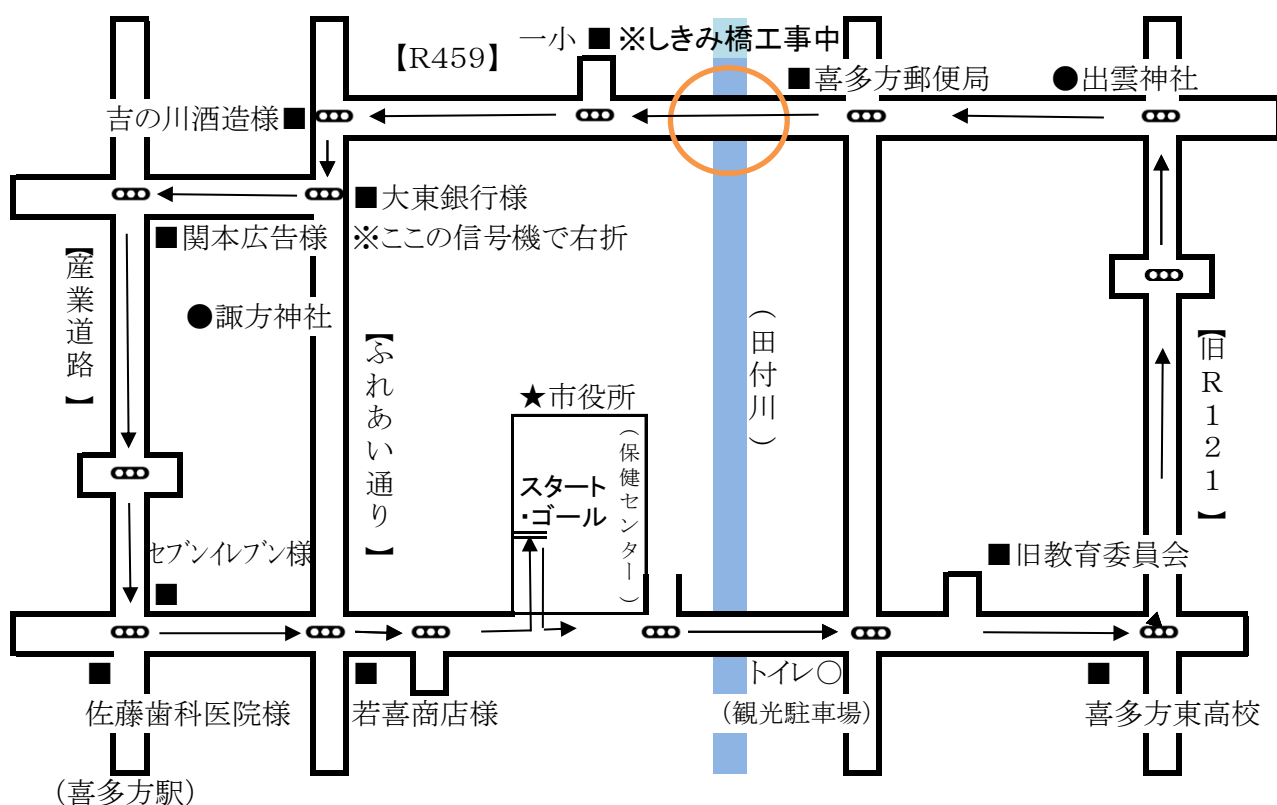 一小 ■ ※しきみ橋工事中
【R459】
■喜多方郵便局
●出雲神社
吉の川酒造様■
■大東銀行様
※ここの信号機で右折
■関本広告様
【産業道路】
●諏方神社
【ふれあい通り】
(田付川)
【旧R121】
★市役所
(保健センター)
スタート
・ゴール
セブンイレブン様
■
■旧教育委員会
■
佐藤歯科医院様
■
若喜商店様
トイレ○
(観光駐車場)
■
喜多方東高校
(喜多方駅)